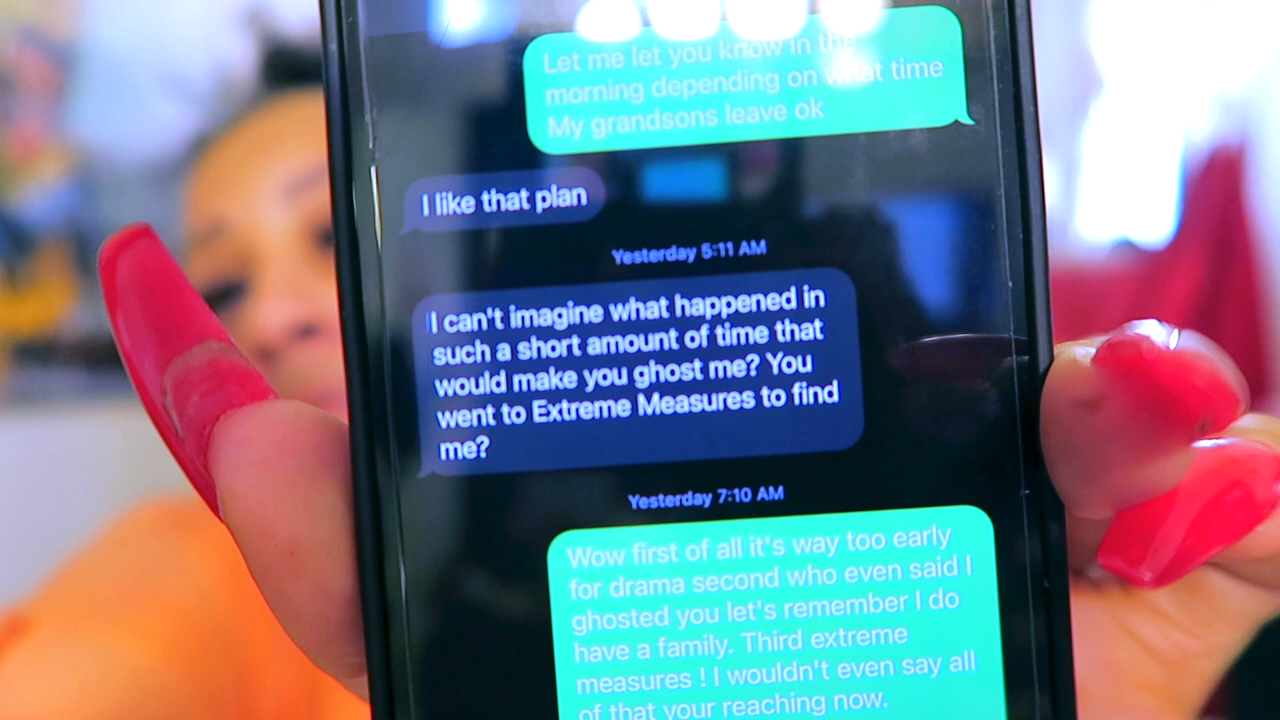 Let me let you know in the
morning depending on what time
My grandsons leave ok
I like that plan
Yesterday 5:11 AM
I can't imagine what happened in
such a short amount of time that
would make you ghost me? You
went to Extreme Measures to find
me?
Yesterday 7:10 AM
Wow first of all it's way too early
for drama second who even said I
ghosted you let's remember I do
have a family. Third extreme
measures ! I wouldn't even say all
of that your reaching now.